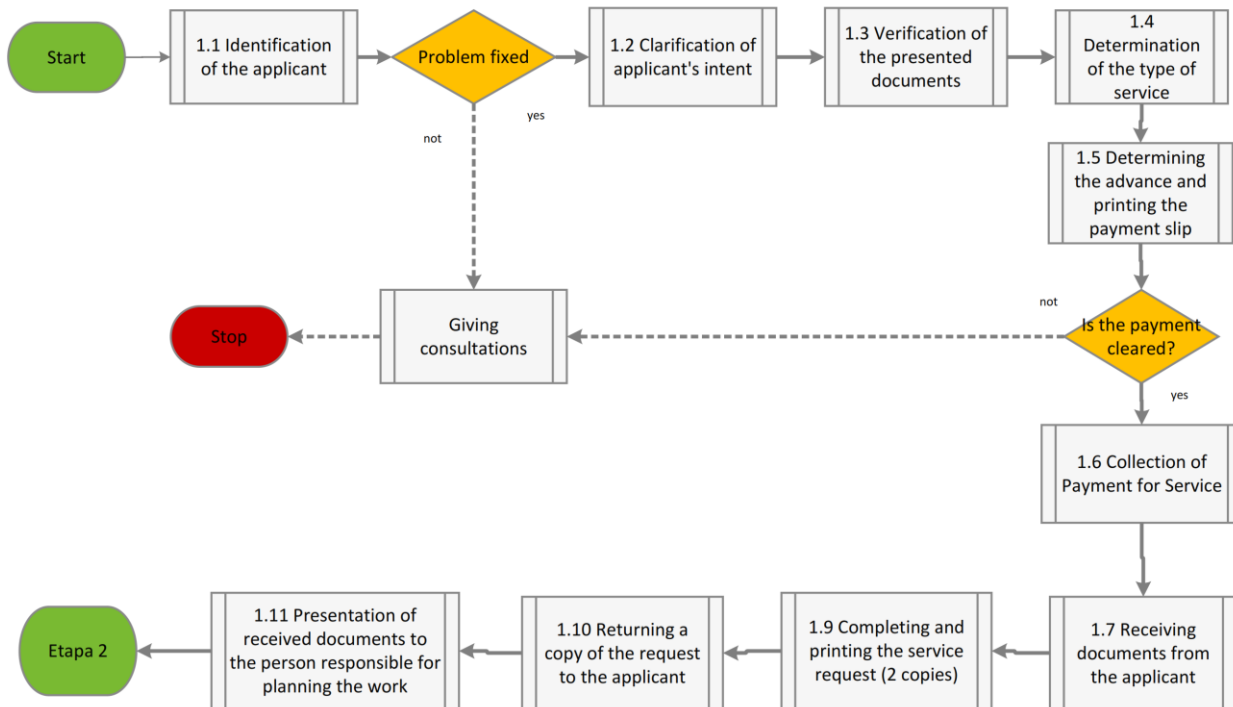 Start
1.1 Identification
of the applicant
Problem fixed
1.2 Clarification of
applicant's intent
1.3 Verification of
the presented
documents
1.4
Determination
of the type of
service
yes
not
1.5 Determining
the advance and
printing the
payment slip
Stop
Giving
consultations
not
Is the payment
cleared?
yes
1.6 Collection of
Payment for Service
1.7 Receiving
documents from
the applicant
1.9 Completing and
printing the service
request (2 copies)
1.10 Returning a
copy of the request
to the applicant
1.11 Presentation of
received documents to
the person responsible for
planning the work
Etapa 2